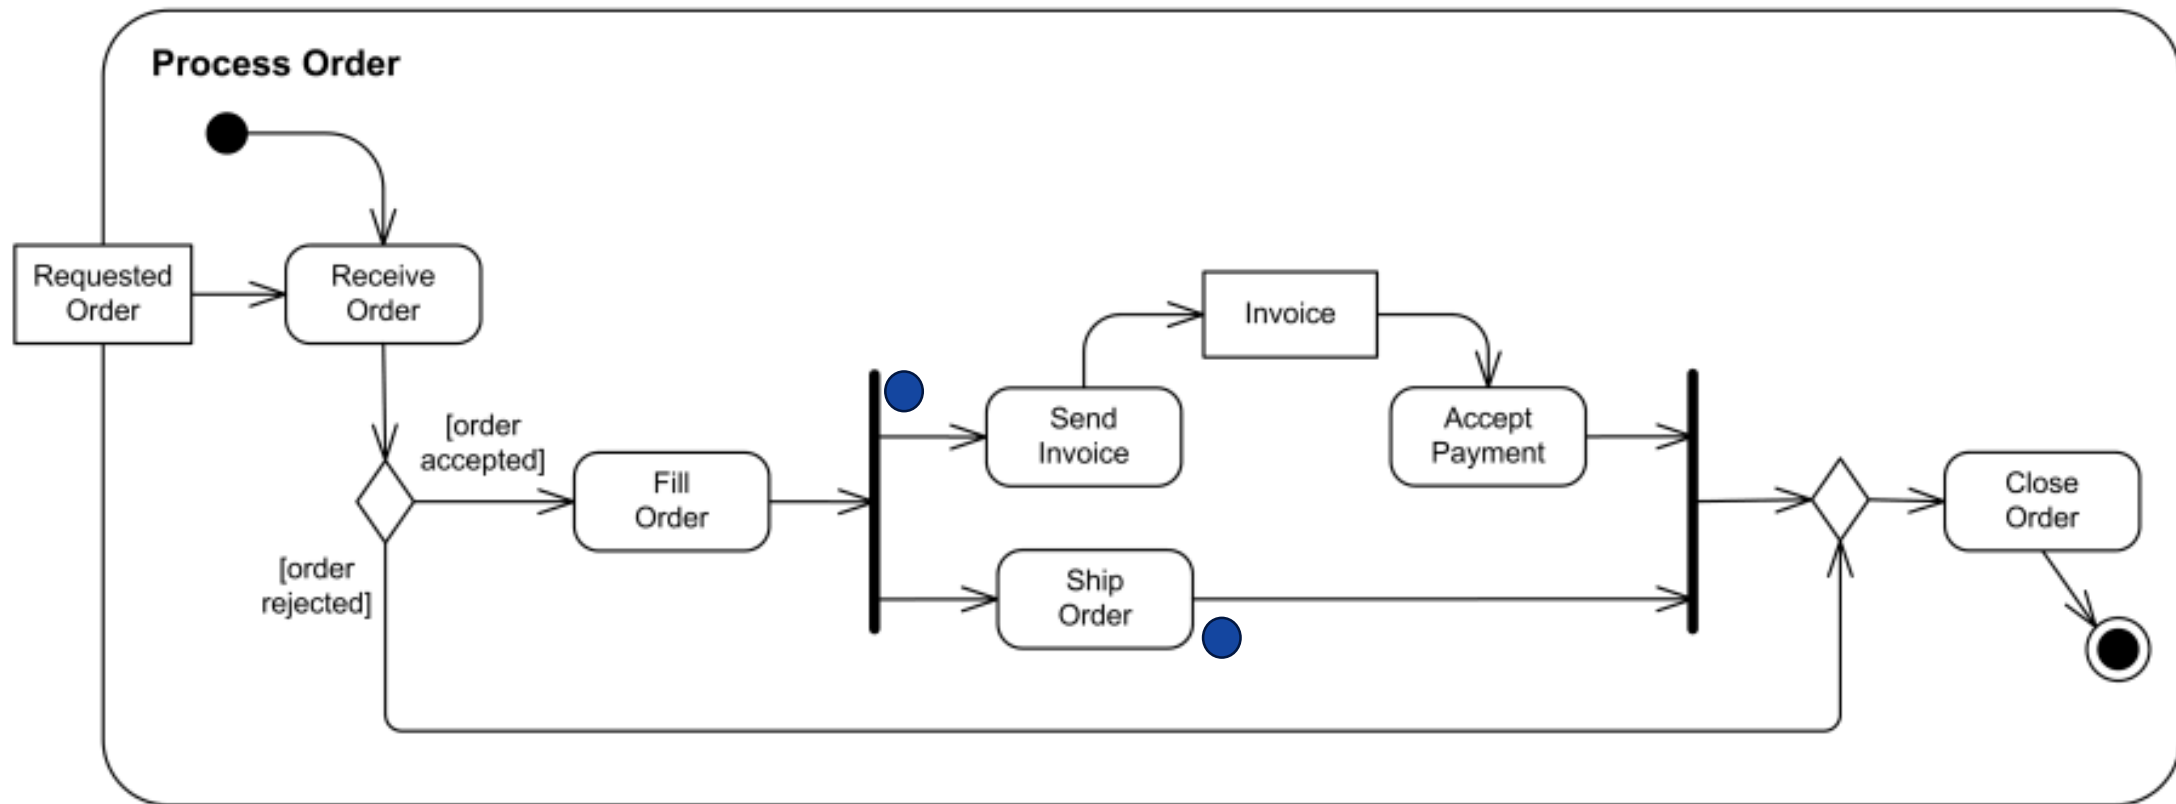 Process Order
Requested
Order
Receive
Order
[order
accepted]
[order
rejected]
Fill
Order
Send
Invoice
Invoice
Accept
Payment
Ship
Order
Close
Order